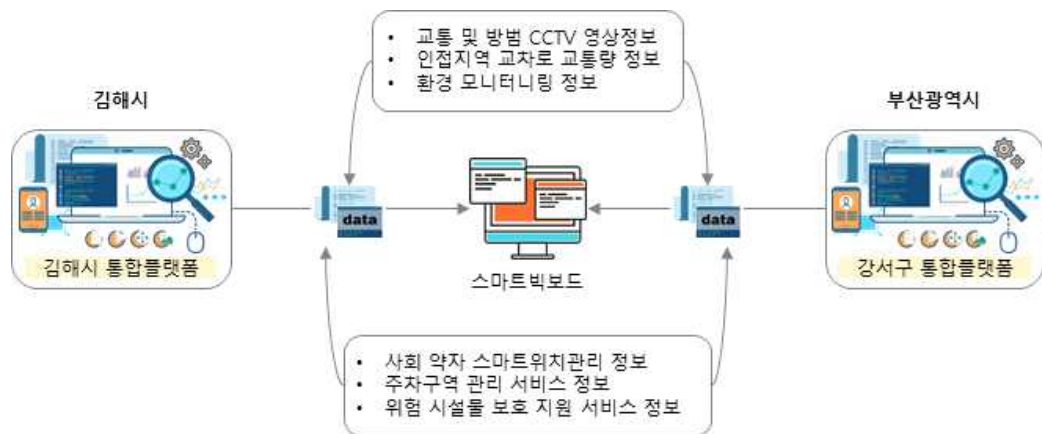 • 교통 및 방범 CCTV 영상정보
• 인접지역 교차로 교통량 정보
• 환경 모니터니링 정보
김해시
부산광역시
data
data
김해시 통합플랫폼
스마트빅보드
강서구 통합플랫폼
• 사회 약자 스마트위치관리 정보
• 주차구역 관리 서비스 정보
• 위험 시설물 보호 지원 서비스 정보